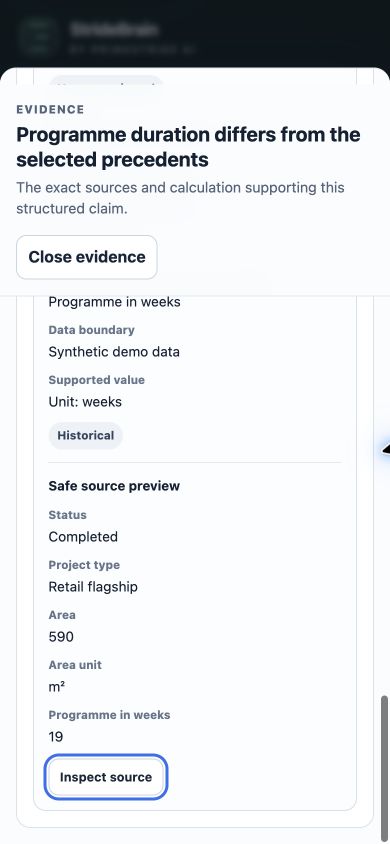 StrideBrain
EVIDENCE
Programme duration differs from the
selected precedents
The exact sources and calculation supporting this
structured claim.
Close evidence
Programme in weeks
Data boundary
Synthetic demo data
Supported value
Unit: weeks
Historical
Safe source preview
Status
Completed
Project type
Retail flagship
Area
590
Area unit
m²
Programme in weeks
19
Inspect source